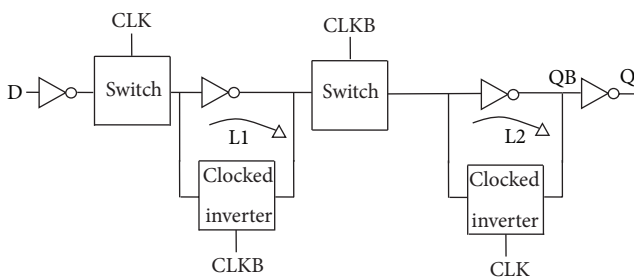 CLK
CLKB
D
Switch
Switch
QB
Q
L1
L2
Clocked
inverter
Clocked
inverter
CLKB
CLK